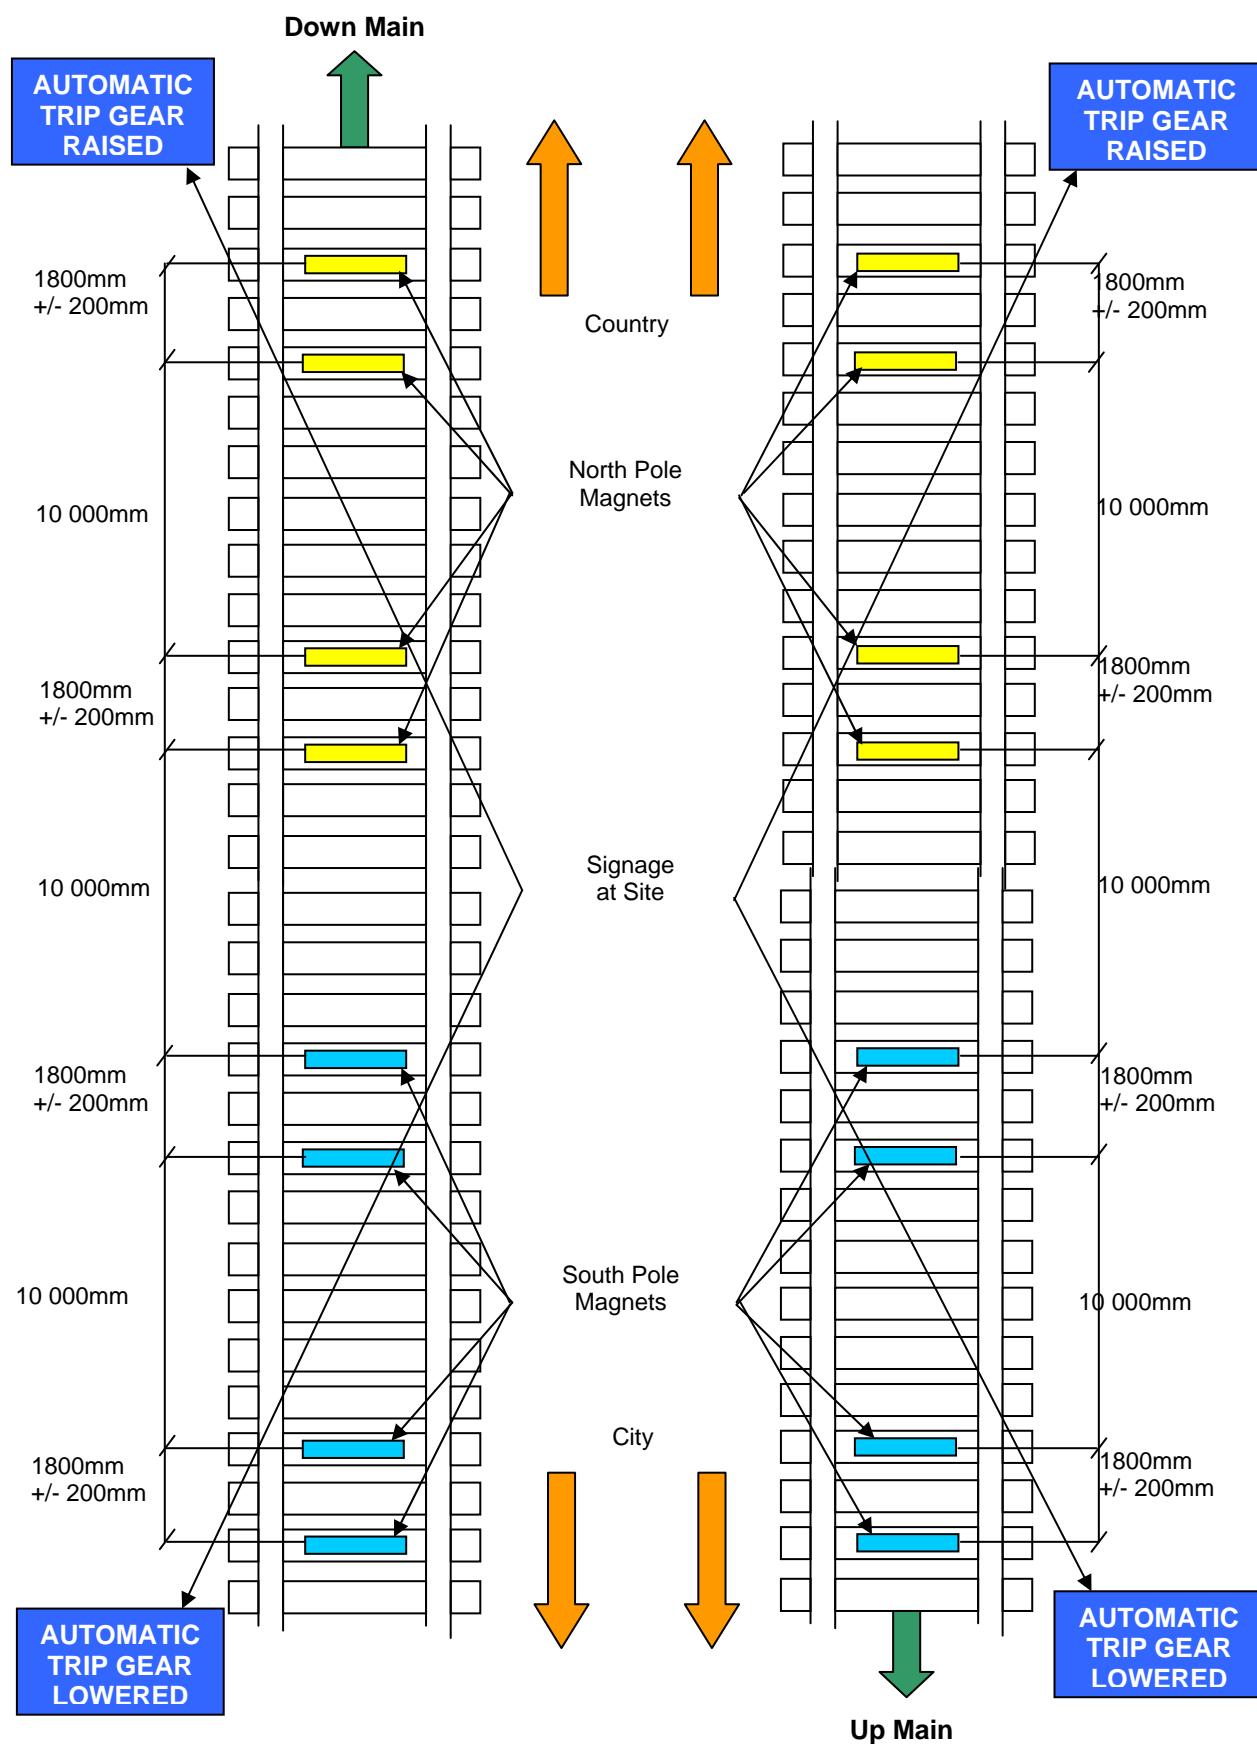 Down Main
AUTOMATIC
TRIP GEAR
RAISED
AUTOMATIC
TRIP GEAR
RAISED
1800mm
+/- 200mm
Country
1800mm
+/- 200mm
10 000mm
North Pole
Magnets
10 000mm
1800mm
+/- 200mm
1800mm
+/- 200mm
10 000mm
Signage
at Site
10 000mm
1800mm
+/- 200mm
1800mm
+/- 200mm
10 000mm
South Pole
Magnets
10 000mm
1800mm
+/- 200mm
City
1800mm
+/- 200mm
AUTOMATIC
TRIP GEAR
LOWERED
AUTOMATIC
TRIP GEAR
LOWERED
Up Main